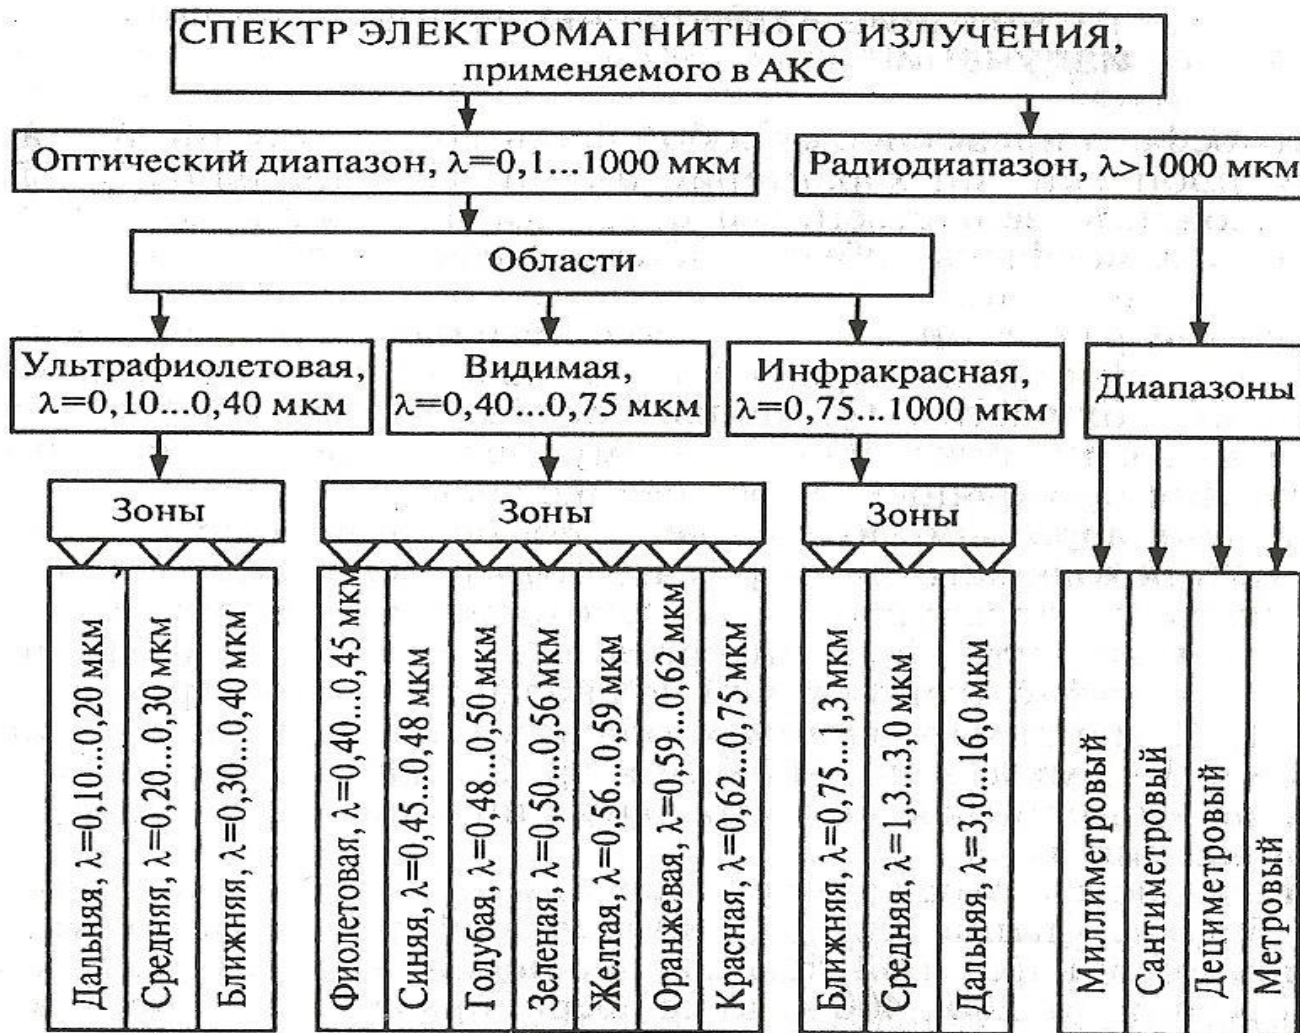 СПЕКТР ЭЛЕКТРОМАГНИТНОГО ИЗЛУЧЕНИЯ,
применяемого в АКС
Оптический диапазон, λ=0,1...1000 мкм
Радиодиапазон, λ>1000 мкм
Области
Ультрафиолетовая,
λ=0,10...0,40 мкм
Видимая,
λ=0,40...0,75 мкм
Инфракрасная,
λ=0,75...1000 мкм
Диапазоны
Зоны
Зоны
Зоны
Дальняя, λ=0,10...0,20 мкм
Средняя, λ=0,20...0,30 мкм
Ближняя, λ=0,30...0,40 мкм
Фиолетовая, λ=0,40...0,45 мкм
Синяя, λ=0,45...0,48 мкм
Голубая, λ=0,48...0,50 мкм
Зеленая, λ=0,50...0,56 мкм
Желтая, λ=0,56...0,59 мкм
Оранжевая, λ=0,59...0,62 мкм
Красная, λ=0,62...0,75 мкм
Ближняя, λ=0,75...1,3 мкм
Средняя, λ=1,3...3,0 мкм
Дальняя, λ=3,0...16,0 мкм
Миллиметровый
Сантиметровый
Дециметровый
Метровый